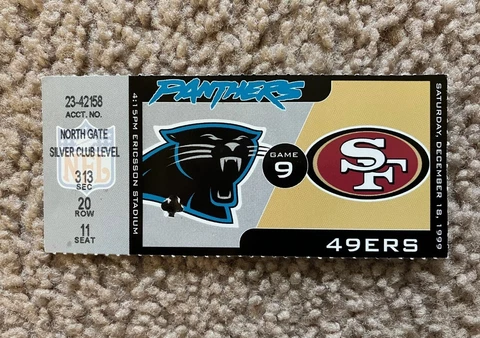 23-42158
ACCT. NO.
NORTH GATE
SILVER CLUB LEVEL
313
SEC
20
ROW
11
SEAT
4:15PM ERICSSON STADIUM
PANTHERS
GAME
9
SF
49ERS
SATURDAY, DECEMBER 18, 1999